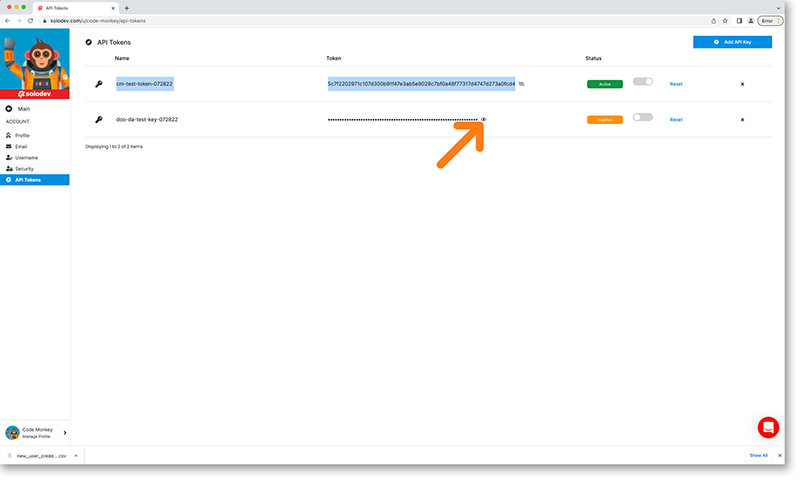 API Tokens
solodev.com/u/code-monkey/api-tokens
Error
solodev
Main
ACCOUNT
Profile
Email
Username
Security
API Tokens
Code Monkey
Manage Profile
API Tokens
Add API Key
Name Token Status
cm-test-token-072822 5c7f2202971c107d300b91f47e3ab5e9028c7bf0a48f77317d4747d273a0fcd4 Active Reset
doo-da-test-key-072822 Inactive Reset
Displaying 1 to 2 of 2 items
new_user_crede....csv
Show All